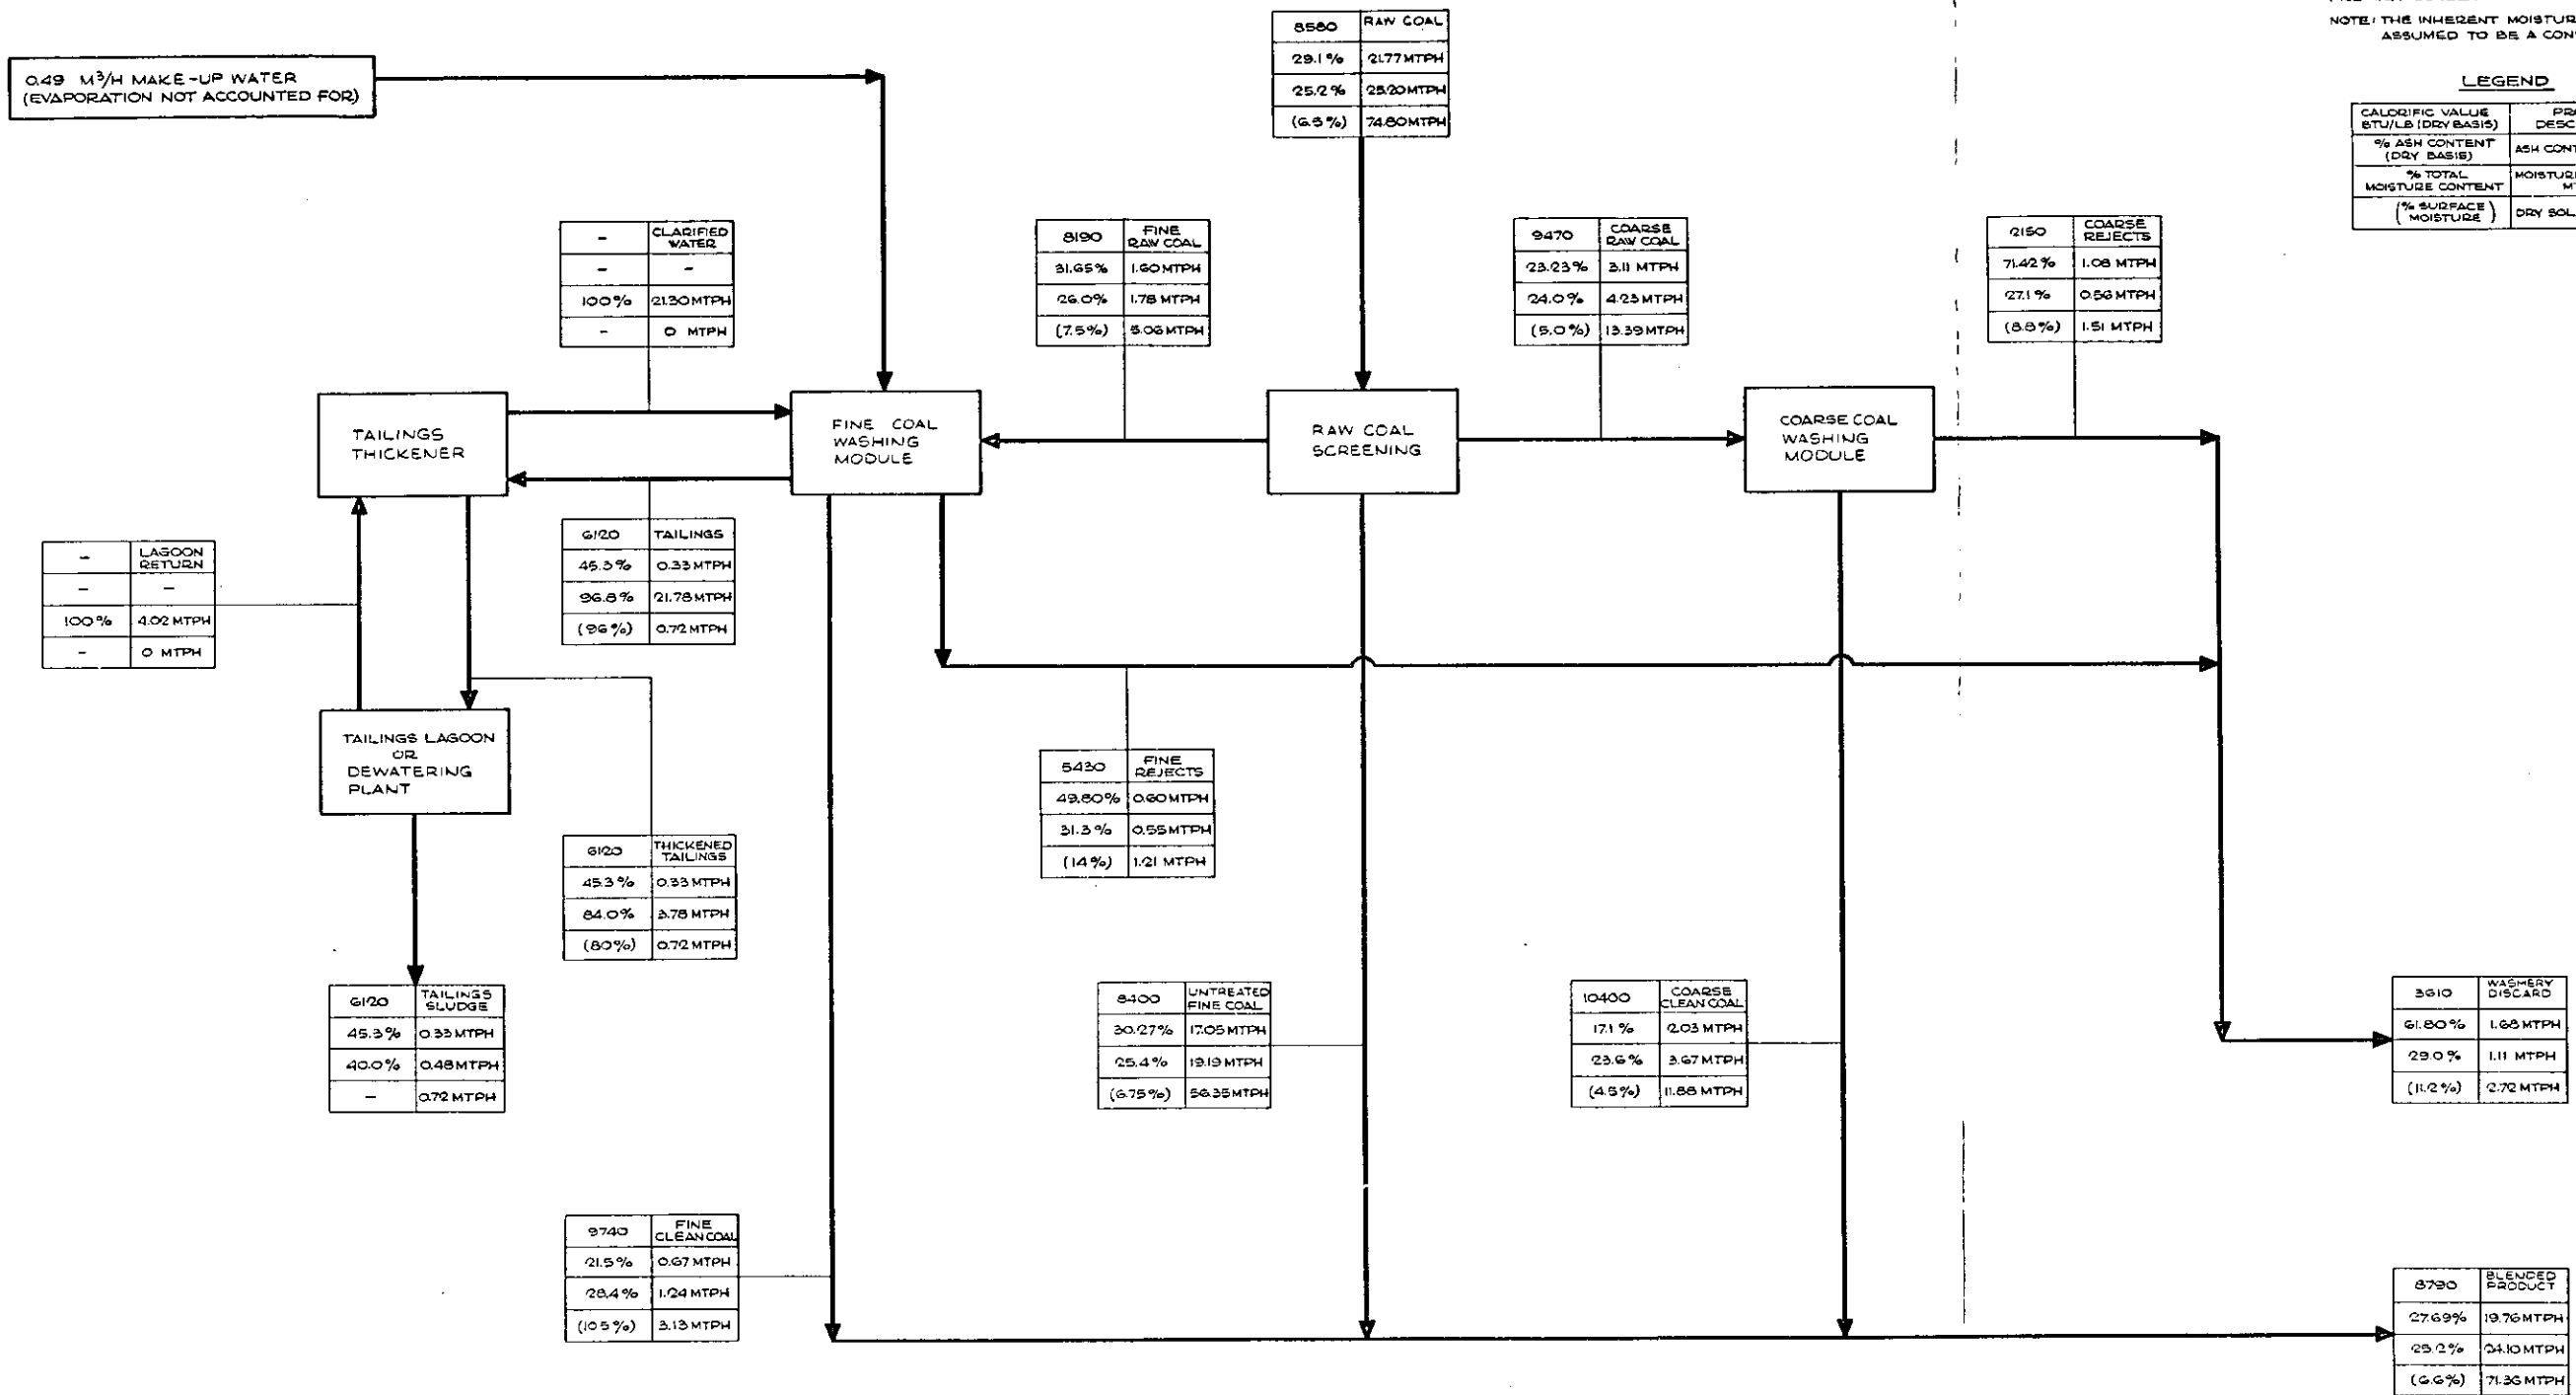 NOTE: THE INHERENT MOISTUR
ASSUMED TO BE A CON
LEGEND
CALORIFIC VALUE
BTU/LB (DRY BASIS)
% ASH CONTENT
(DRY BASIS)
ASH CONT
% TOTAL
MOISTURE CONTENT
MOISTURE
(% SURFACE
MOISTURE)
DRY SOL
0.49 M³/H MAKE-UP WATER
(EVAPORATION NOT ACCOUNTED FOR)
8580 RAW COAL
29.1% 21.77 MTPH
25.2% 25.20 MTPH
(6.5%) 74.80 MTPH
- CLARIFIED
WATER
- -
100% 21.30 MTPH
- 0 MTPH
8190 FINE
RAW COAL
31.65% 1.60 MTPH
26.0% 1.78 MTPH
(7.5%) 5.06 MTPH
9470 COARSE
RAW COAL
23.23% 3.11 MTPH
24.0% 4.23 MTPH
(5.0%) 13.39 MTPH
2150 COARSE
REJECTS
71.42% 1.08 MTPH
27.1% 0.56 MTPH
(8.8%) 1.51 MTPH
TAILINGS
THICKENER
FINE COAL
WASHING
MODULE
RAW COAL
SCREENING
COARSE COAL
WASHING
MODULE
- LAGOON
RETURN
- -
100% 4.02 MTPH
- 0 MTPH
6120 TAILINGS
45.3% 0.33 MTPH
96.8% 21.78 MTPH
(96%) 0.72 MTPH
TAILINGS LAGOON
OR
DEWATERING
PLANT
5430 FINE
REJECTS
49.80% 0.60 MTPH
31.3% 0.55 MTPH
(14%) 1.21 MTPH
6120 THICKENED
TAILINGS
45.3% 0.33 MTPH
84.0% 3.78 MTPH
(80%) 0.72 MTPH
6120 TAILINGS
SLUDGE
45.3% 0.33 MTPH
40.0% 0.48 MTPH
- 0.72 MTPH
8400 UNTREATED
FINE COAL
30.27% 17.05 MTPH
25.4% 19.19 MTPH
(6.75%) 56.35 MTPH
10400 COARSE
CLEAN COAL
17.1% 2.03 MTPH
23.6% 3.67 MTPH
(4.5%) 11.88 MTPH
3610 WASHERY
DISCARD
61.80% 1.68 MTPH
29.0% 1.11 MTPH
(11.2%) 2.72 MTPH
9740 FINE
CLEAN COAL
21.5% 0.67 MTPH
28.4% 1.24 MTPH
(10.5%) 3.13 MTPH
8790 BLENDED
PRODUCT
27.69% 19.76 MTPH
25.2% 24.10 MTPH
(6.6%) 71.36 MTPH